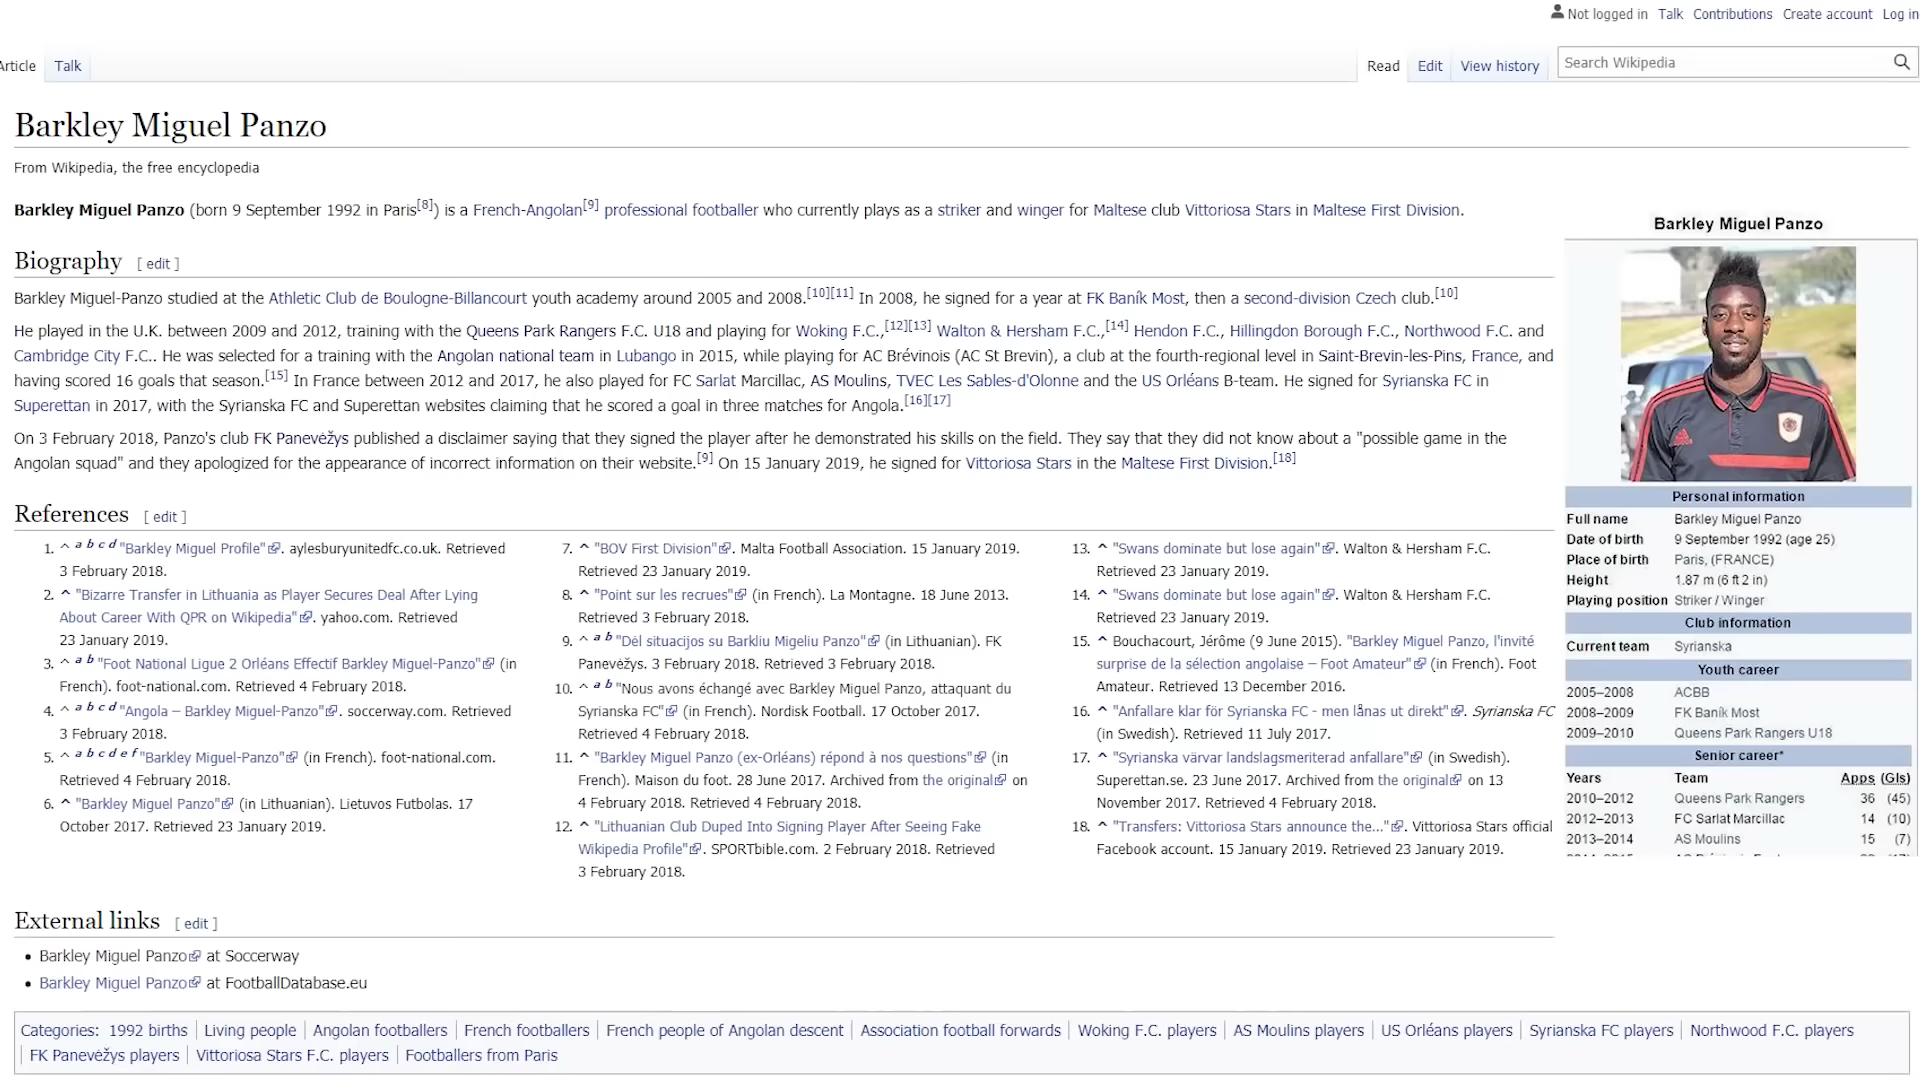 Not logged in Talk Contributions Create account Log in
Article Talk Read Edit View history Search Wikipedia
Barkley Miguel Panzo
From Wikipedia, the free encyclopedia
Barkley Miguel Panzo (born 9 September 1992 in Paris[8]) is a French-Angolan[9] professional footballer who currently plays as a striker and winger for Maltese club Vittoriosa Stars in Maltese First Division.
Biography [ edit ]
Barkley Miguel-Panzo studied at the Athletic Club de Boulogne-Billancourt youth academy around 2005 and 2008.[10][11] In 2008, he signed for a year at FK Baník Most, then a second-division Czech club.[10]
He played in the U.K. between 2009 and 2012, training with the Queens Park Rangers F.C. U18 and playing for Woking F.C.,[12][13] Walton & Hersham F.C.,[14] Hendon F.C., Hillingdon Borough F.C., Northwood F.C. and
Cambridge City F.C.. He was selected for a training with the Angolan national team in Lubango in 2015, while playing for AC Brévinois (AC St Brevin), a club at the fourth-regional level in Saint-Brevin-les-Pins, France, and
having scored 16 goals that season.[15] In France between 2012 and 2017, he also played for FC Sarlat Marcillac, AS Moulins, TVEC Les Sables-d'Olonne and the US Orléans B-team. He signed for Syrianska FC in
Superettan in 2017, with the Syrianska FC and Superettan websites claiming that he scored a goal in three matches for Angola.[16][17]
On 3 February 2018, Panzo's club FK Panevėžys published a disclaimer saying that they signed the player after he demonstrated his skills on the field. They say that they did not know about a "possible game in the
Angolan squad" and they apologized for the appearance of incorrect information on their website.[9] On 15 January 2019, he signed for Vittoriosa Stars in the Maltese First Division.[18]
References [ edit ]
1. ^ a b c d "Barkley Miguel Profile". aylesburyunitedfc.co.uk. Retrieved
3 February 2018.
2. ^ "Bizarre Transfer in Lithuania as Player Secures Deal After Lying
About Career With QPR on Wikipedia". yahoo.com. Retrieved
23 January 2019.
3. ^ a b "Foot National Ligue 2 Orléans Effectif Barkley Miguel-Panzo" (in
French). foot-national.com. Retrieved 4 February 2018.
4. ^ a b c d "Angola – Barkley Miguel-Panzo". soccerway.com. Retrieved
3 February 2018.
5. ^ a b c d e f "Barkley Miguel-Panzo" (in French). foot-national.com.
Retrieved 4 February 2018.
6. ^ "Barkley Miguel Panzo" (in Lithuanian). Lietuvos Futbolas. 17
October 2017. Retrieved 23 January 2019.
7. ^ "BOV First Division". Malta Football Association. 15 January 2019.
Retrieved 23 January 2019.
8. ^ "Point sur les recrues" (in French). La Montagne. 18 June 2013.
Retrieved 3 February 2018.
9. ^ a b "Dėl situacijos su Barkliu Migeliu Panzo" (in Lithuanian). FK
Panevėžys. 3 February 2018. Retrieved 3 February 2018.
10. ^ a b "Nous avons échangé avec Barkley Miguel Panzo, attaquant du
Syrianska FC" (in French). Nordisk Football. 17 October 2017.
Retrieved 4 February 2018.
11. ^ "Barkley Miguel Panzo (ex-Orléans) répond à nos questions" (in
French). Maison du foot. 28 June 2017. Archived from the original on
4 February 2018. Retrieved 4 February 2018.
12. ^ "Lithuanian Club Duped Into Signing Player After Seeing Fake
Wikipedia Profile". SPORTbible.com. 2 February 2018. Retrieved
3 February 2018.
13. ^ "Swans dominate but lose again". Walton & Hersham F.C.
Retrieved 23 January 2019.
14. ^ "Swans dominate but lose again". Walton & Hersham F.C.
Retrieved 23 January 2019.
15. ^ Bouchacourt, Jérôme (9 June 2015). "Barkley Miguel Panzo, l'invité
surprise de la sélection angolaise – Foot Amateur" (in French). Foot
Amateur. Retrieved 13 December 2016.
16. ^ "Anfallare klar för Syrianska FC - men lånas ut direkt". Syrianska FC
(in Swedish). Retrieved 11 July 2017.
17. ^ "Syrianska värvar landslagsmeriterad anfallare" (in Swedish).
Superettan.se. 23 June 2017. Archived from the original on 13
November 2017. Retrieved 4 February 2018.
18. ^ "Transfers: Vittoriosa Stars announce the...". Vittoriosa Stars official
Facebook account. 15 January 2019. Retrieved 23 January 2019.
Barkley Miguel Panzo
Personal information
Full name Barkley Miguel Panzo
Date of birth 9 September 1992 (age 25)
Place of birth Paris, (FRANCE)
Height 1.87 m (6 ft 2 in)
Playing position Striker / Winger
Club information
Current team Syrianska
Youth career
2005–2008 ACBB
2008–2009 FK Baník Most
2009–2010 Queens Park Rangers U18
Senior career*
Years Team Apps (Gls)
2010–2012 Queens Park Rangers 36 (45)
2012–2013 FC Sarlat Marcillac 14 (10)
2013–2014 AS Moulins 15 (7)
External links [ edit ]
• Barkley Miguel Panzo at Soccerway
• Barkley Miguel Panzo at FootballDatabase.eu
Categories: 1992 births | Living people | Angolan footballers | French footballers | French people of Angolan descent | Association football forwards | Woking F.C. players | AS Moulins players | US Orléans players | Syrianska FC players | Northwood F.C. players
| FK Panevėžys players | Vittoriosa Stars F.C. players | Footballers from Paris